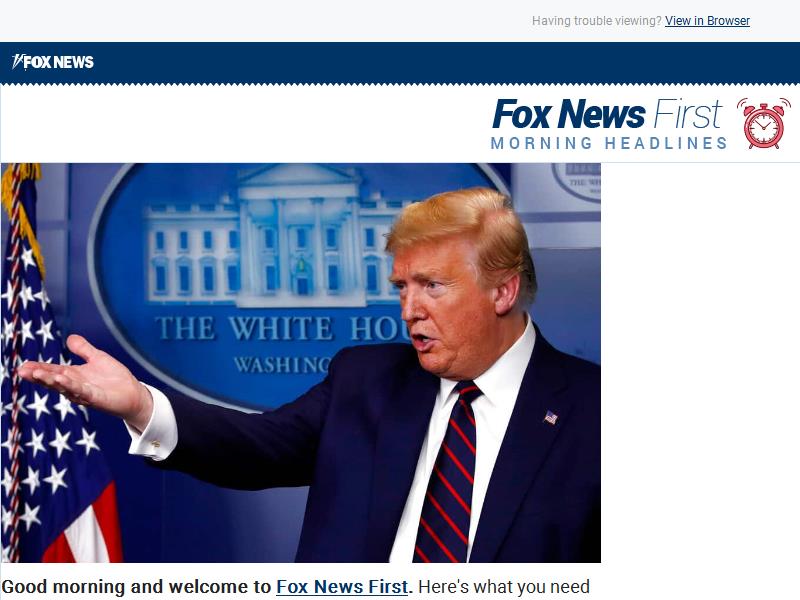 Having trouble viewing? View in Browser
FOX NEWS
Fox News First
MORNING HEADLINES
THE WHITE HOU
WASHINC
Good morning and welcome to Fox News First. Here's what you need